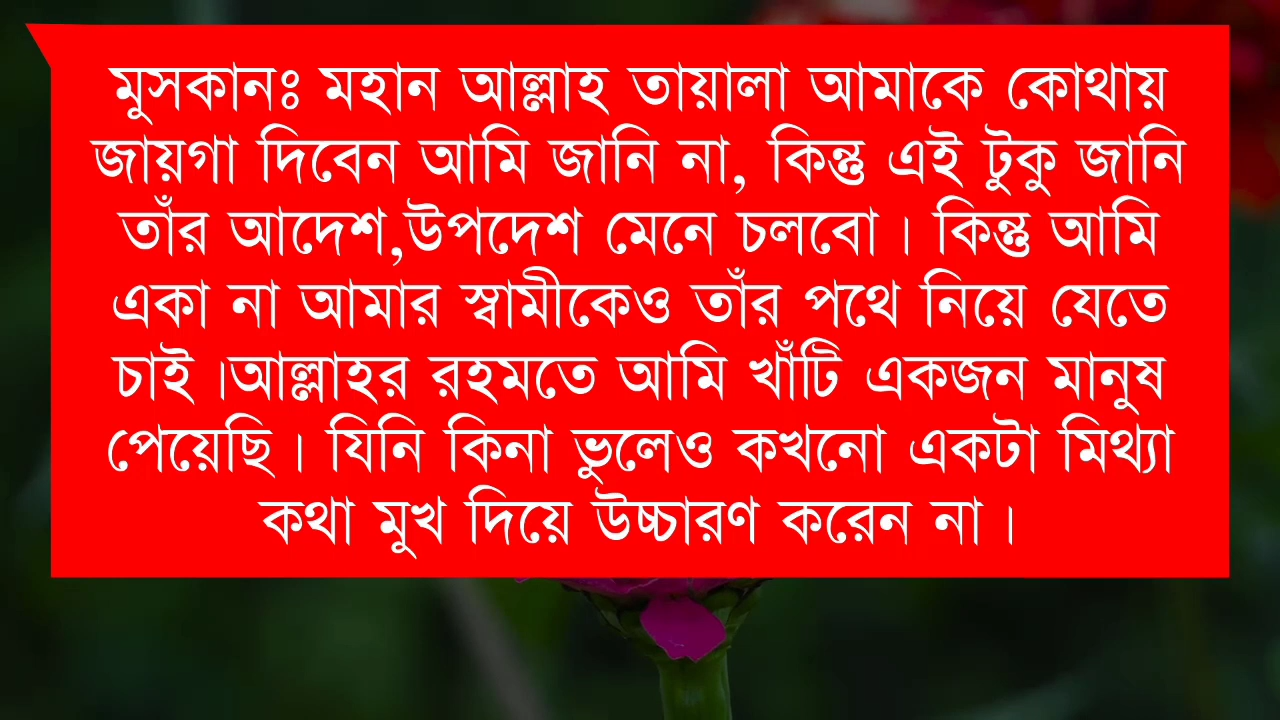 মুসকানঃ মহান আল্লাহ তায়ালা আমাকে কোথায়
জায়গা দিবেন আমি জানি না, কিন্তু এই টুকু জানি
তাঁর আদেশ,উপদেশ মেনে চলবো। কিন্তু আমি
একা না আমার স্বামীকেও তাঁর পথে নিয়ে যেতে
চাই।আল্লাহর রহমতে আমি খাঁটি একজন মানুষ
পেয়েছি। যিনি কিনা ভুলেও কখনো একটা মিথ্যা
কথা মুখ দিয়ে উচ্চারণ করেন না।